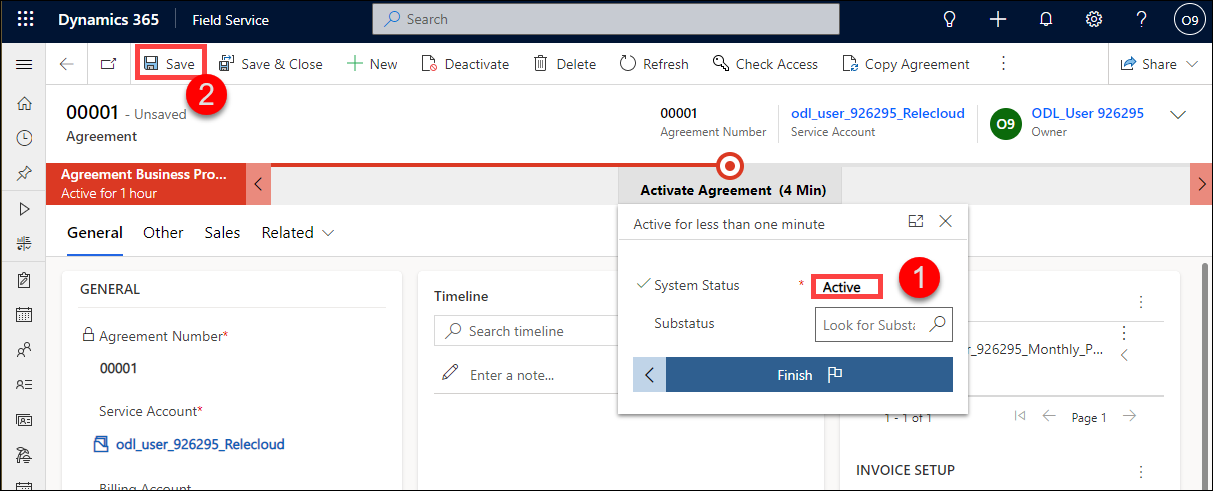 Dynamics 365 Field Service Search ? O9
Save Save & Close New Deactivate Delete Refresh Check Access Copy Agreement Share
2
00001 - Unsaved
Agreement
00001
Agreement Number
odl_user_926295_Relecloud
Service Account
O9
ODL_User 926295
Owner
Agreement Business Pro...
Active for 1 hour
Activate Agreement (4 Min)
General Other Sales Related
Active for less than one minute
System Status * Active
1
Substatus Look for Substa
Finish
GENERAL
Agreement Number*
00001
Service Account*
odl_user_926295_Relecloud
Billing Account
Timeline
Search timeline
Enter a note...
r_926295_Monthly_P...
1 - 1 of 1 Page 1
INVOICE SETUP